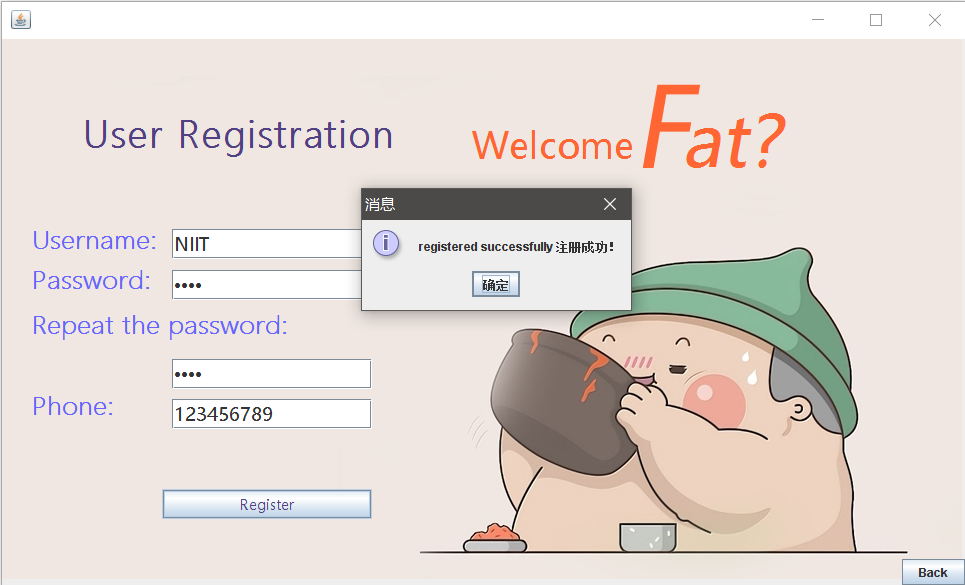 User Registration
Welcome Fat?
消息
registered successfully 注册成功!
确定
Username: NIIT
Password: ••••
Repeat the password:
••••
Phone: 123456789
Register
Back